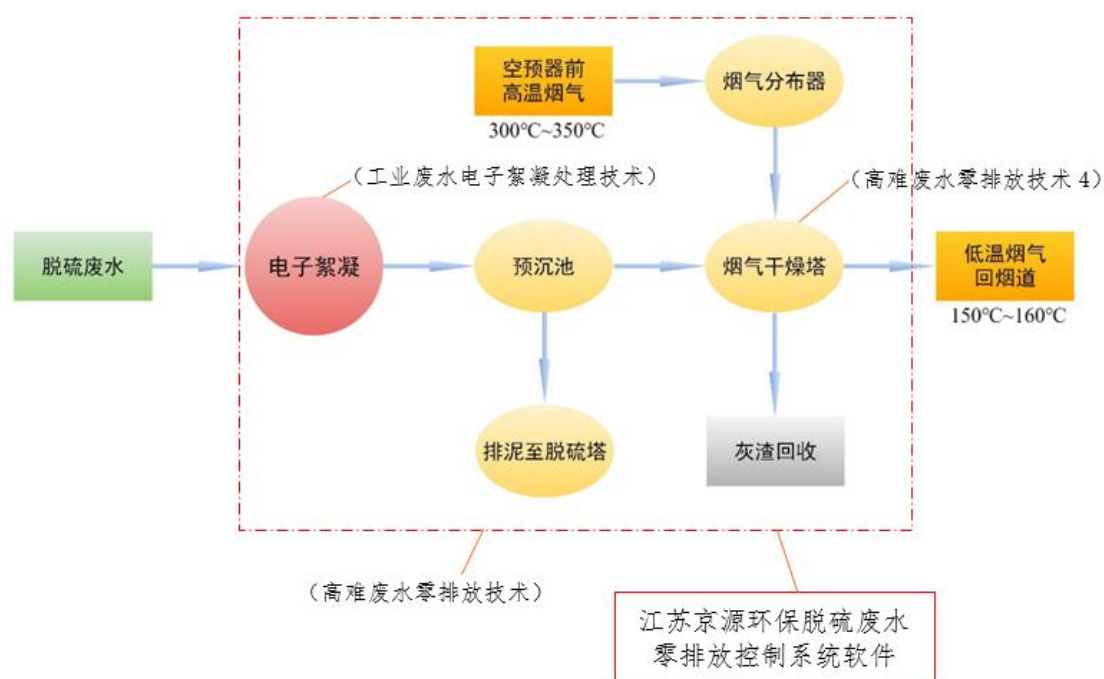 空预器前
高温烟气
300℃~350℃
烟气分布器
（工业废水电子絮凝处理技术）
（高难废水零排放技术 4）
脱硫废水
电子絮凝
预沉池
烟气干燥塔
低温烟气
回烟道
150℃~160℃
排泥至脱硫塔
灰渣回收
（高难废水零排放技术）
江苏京源环保脱硫废水
零排放控制系统软件